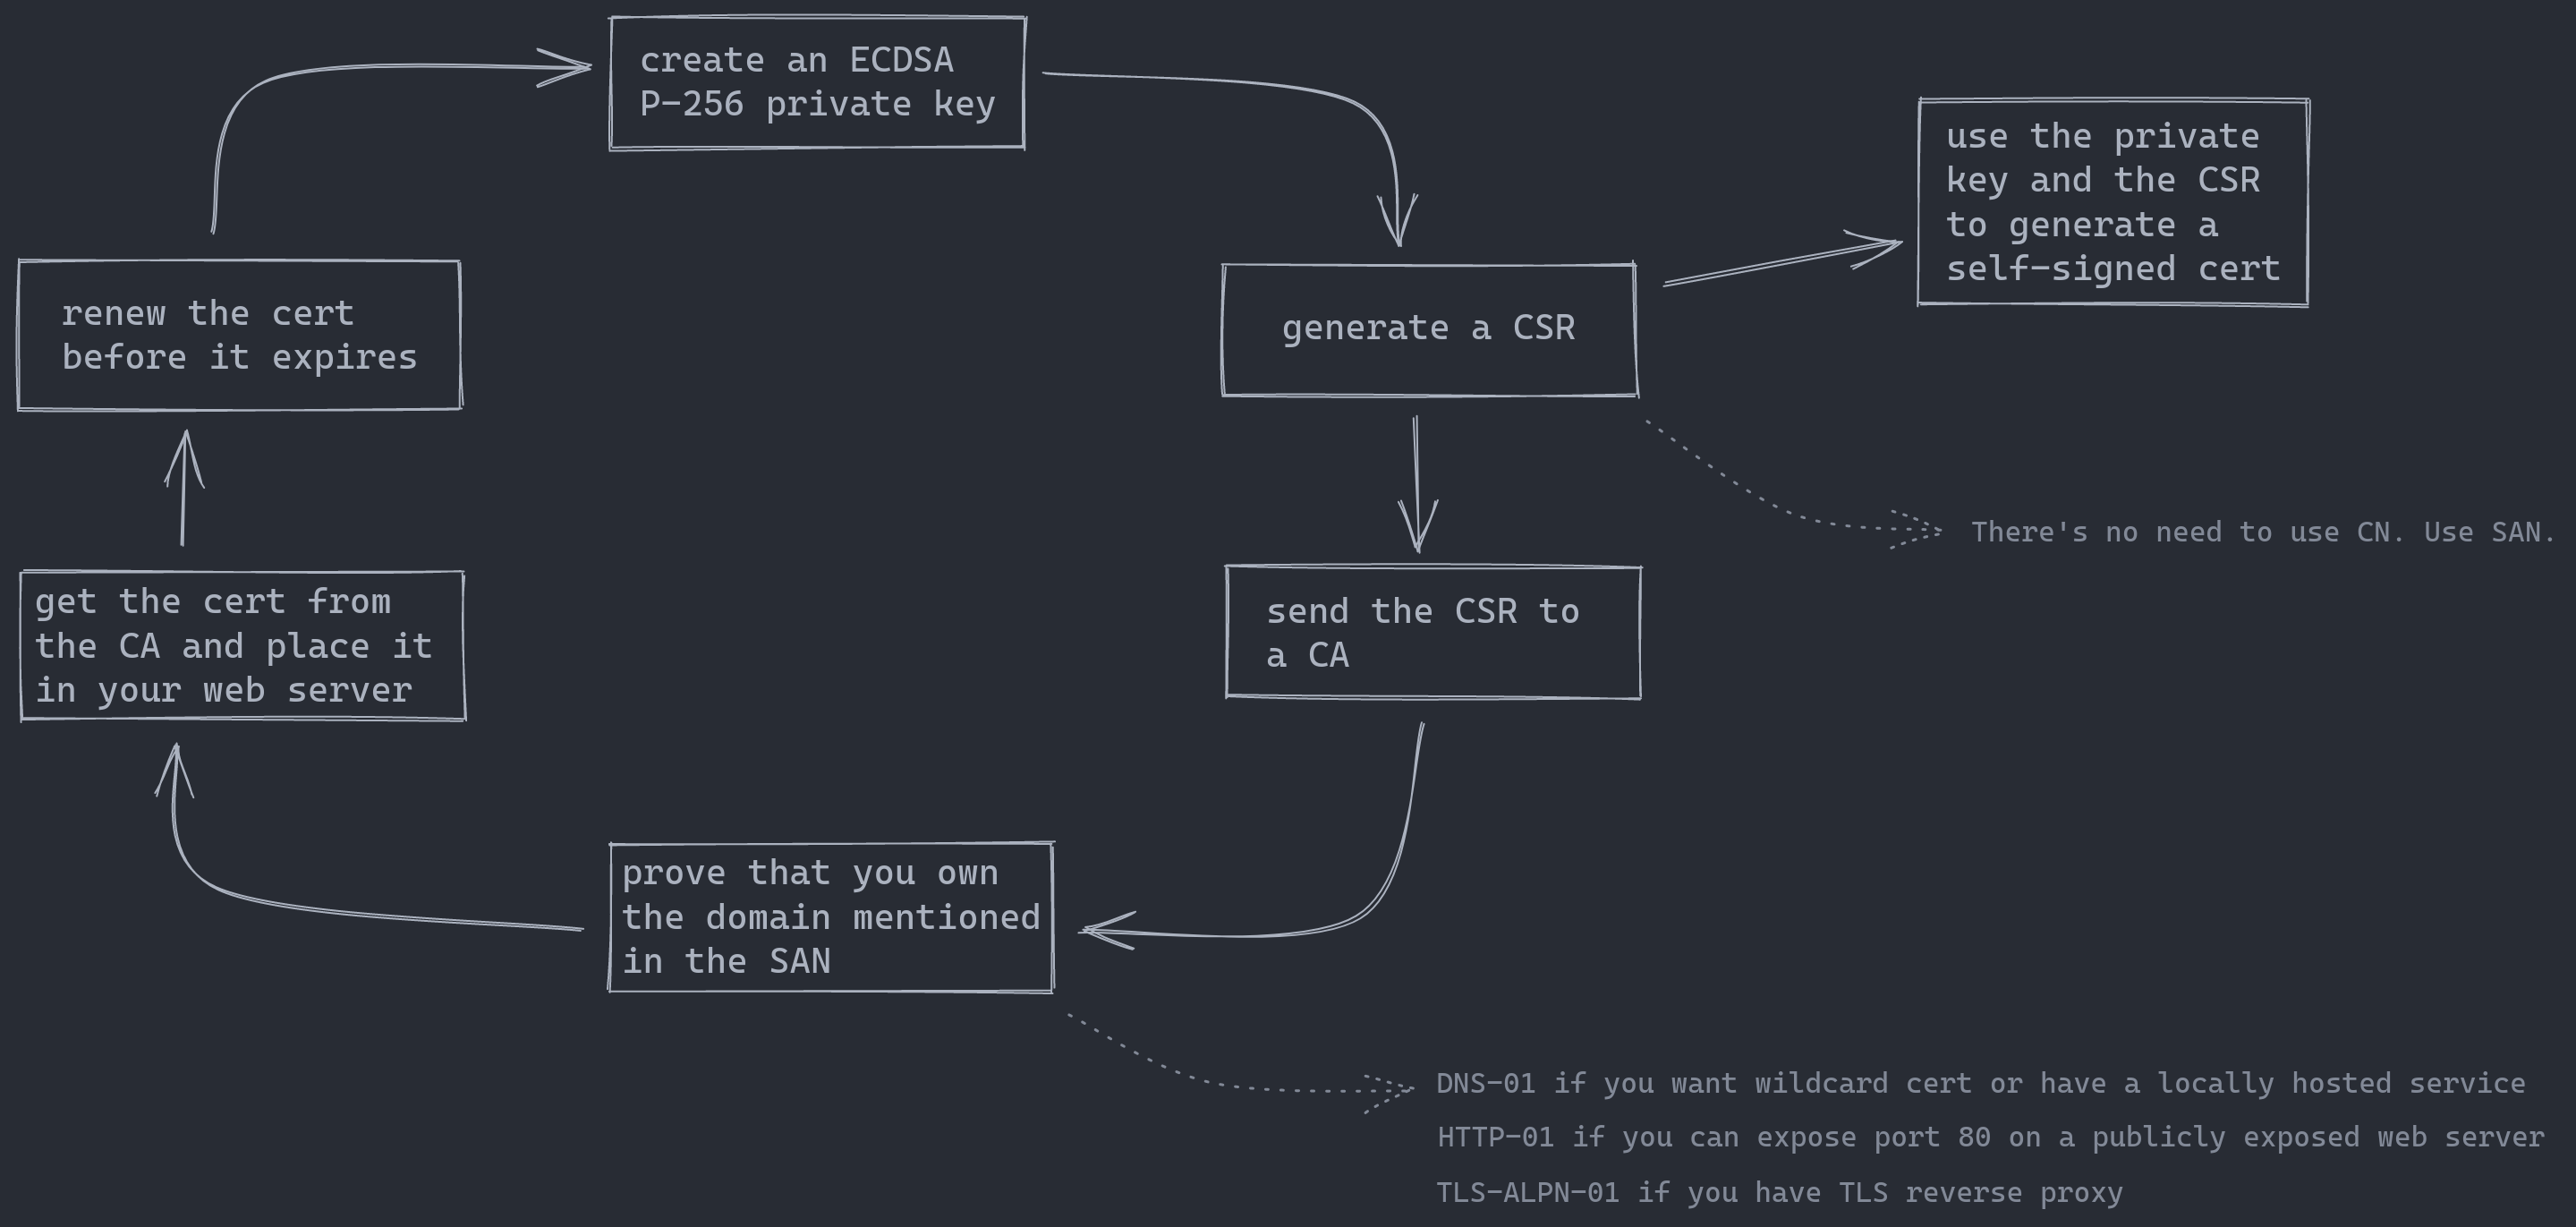 create an ECDSA
P-256 private key
use the private
key and the CSR
to generate a
self-signed cert
renew the cert
before it expires
generate a CSR
There's no need to use CN. Use SAN.
get the cert from
the CA and place it
in your web server
send the CSR to
a CA
prove that you own
the domain mentioned
in the SAN
DNS-01 if you want wildcard cert or have a locally hosted service
HTTP-01 if you can expose port 80 on a publicly exposed web server
TLS-ALPN-01 if you have TLS reverse proxy